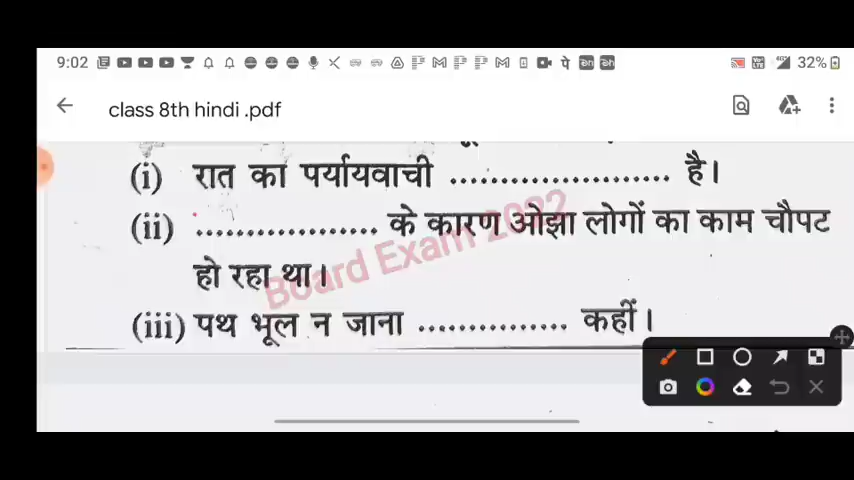 9:02 32%
class 8th hindi .pdf
(i) रात का पर्यायवाची ...................... है।
(ii) .................. के कारण ओझा लोगों का काम चौपट
हो रहा था।
(iii) पथ भूल न जाना ............... कहीं।
Board Exam 2022